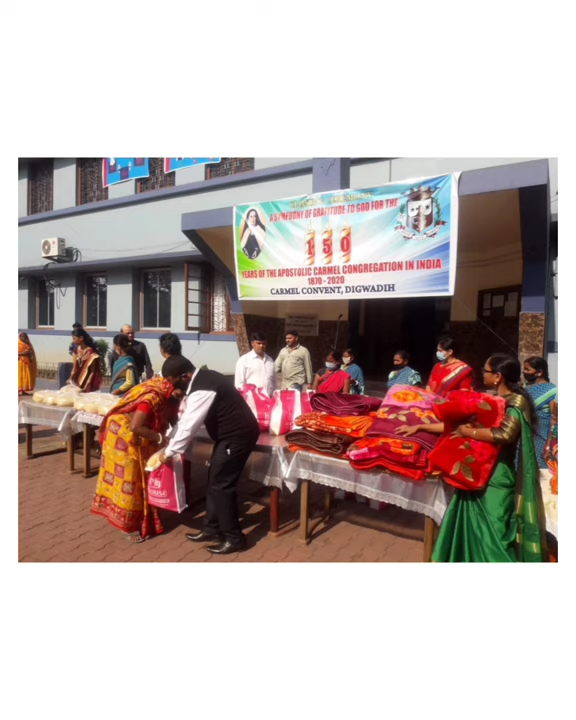 A SYMPHONY OF GRATITUDE TO GOD FOR THE
150
YEARS OF THE APOSTOLIC CARMEL CONGREGATION IN INDIA
1870 - 2020
CARMEL CONVENT, DIGWADIH